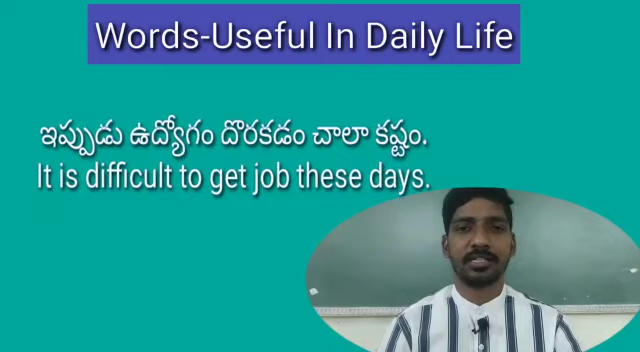 Words-Useful In Daily Life
ఇప్పుడు ఉద్యోగం దొరకడం చాలా కష్టం.
It is difficult to get job these days.